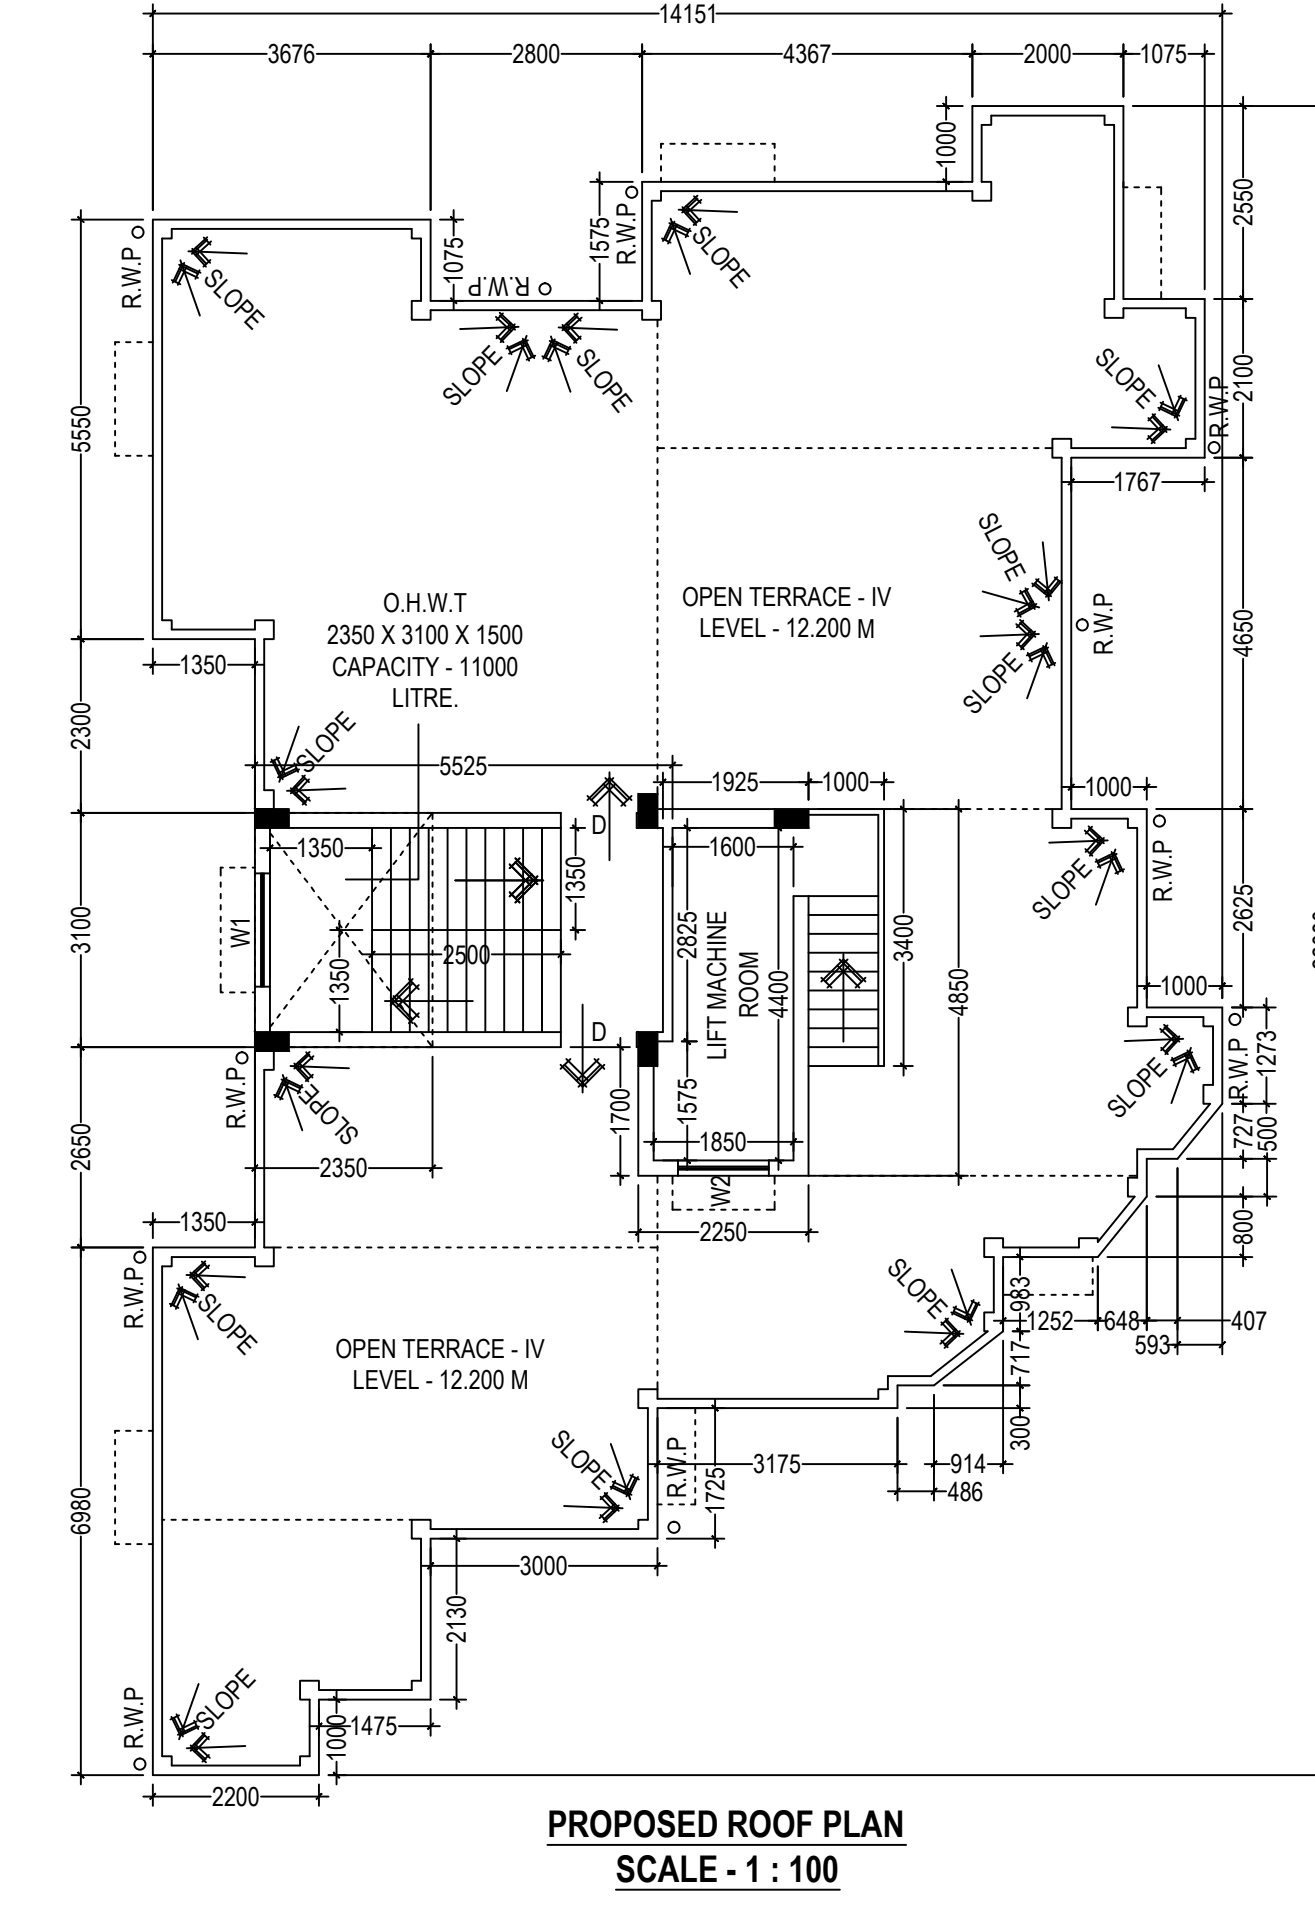 14151
3676
2800
4367
2000
1075
1000
2550
R.W.P
1575
R.W.P
1075
R.W.P
SLOPE
SLOPE
SLOPE
SLOPE
SLOPE
R.W.P
2100
5550
1767
SLOPE
O.H.W.T
2350 X 3100 X 1500
CAPACITY - 11000
LITRE.
OPEN TERRACE - IV
LEVEL - 12.200 M
R.W.P
4650
SLOPE
1350
2300
SLOPE
5525
1925
1000
1000
D
1350
1600
1350
SLOPE
R.W.P
2625
3100
W1
2500
1350
2825
LIFT MACHINE
ROOM
4400
3400
4850
1000
D
R.W.P
SLOPE
1700
1575
SLOPE
R.W.P
1273
727
500
2650
2350
1850
W2
1350
2250
800
R.W.P
SLOPE
SLOPE
983
1252
648
407
593
OPEN TERRACE - IV
LEVEL - 12.200 M
717
300
SLOPE
R.W.P
1725
3175
914
486
6980
3000
2130
R.W.P
SLOPE
1000
1475
2200
PROPOSED ROOF PLAN
SCALE - 1 : 100